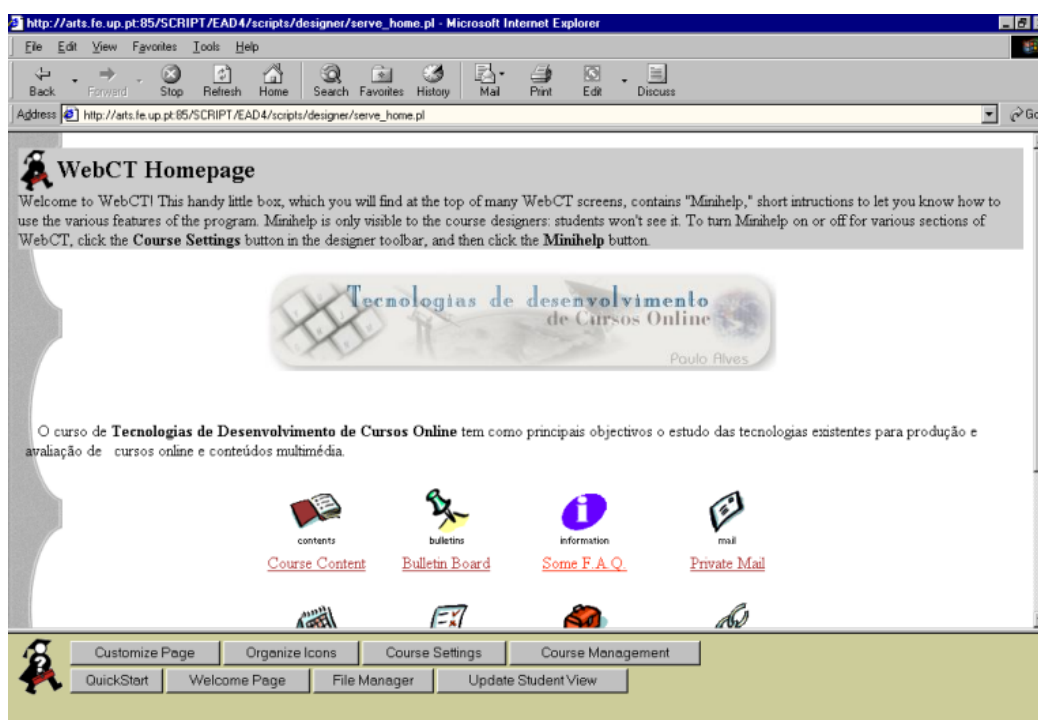 http://arts.fe.up.pt:85/SCRIPT/EAD4/scripts/designer/serve_home.pl - Microsoft Internet Explorer
File Edit View Favorites Tools Help
Back Forward Stop Refresh Home Search Favorites History Mail Print Edit Discuss
Address http://arts.fe.up.pt:85/SCRIPT/EAD4/scripts/designer/serve_home.pl Go
WebCT Homepage
Welcome to WebCT! This handy little box, which you will find at the top of many WebCT screens, contains "Minihelp," short intructions to let you know how to
use the various features of the program. Minihelp is only visible to the course designers: students won't see it. To turn Minihelp on or off for various sections of
WebCT, click the Course Settings button in the designer toolbar, and then click the Minihelp button.
Tecnologias de desenvolvimento
de Cursos Online
Paulo Alves
O curso de Tecnologias de Desenvolvimento de Cursos Online tem como principais objectivos o estudo das tecnologias existentes para produção e
avaliação de cursos online e conteúdos multimédia.
contents bulletins information mail
Course Content Bulletin Board Some F.A.Q. Private Mail
Customize Page Organize Icons Course Settings Course Management
QuickStart Welcome Page File Manager Update Student View